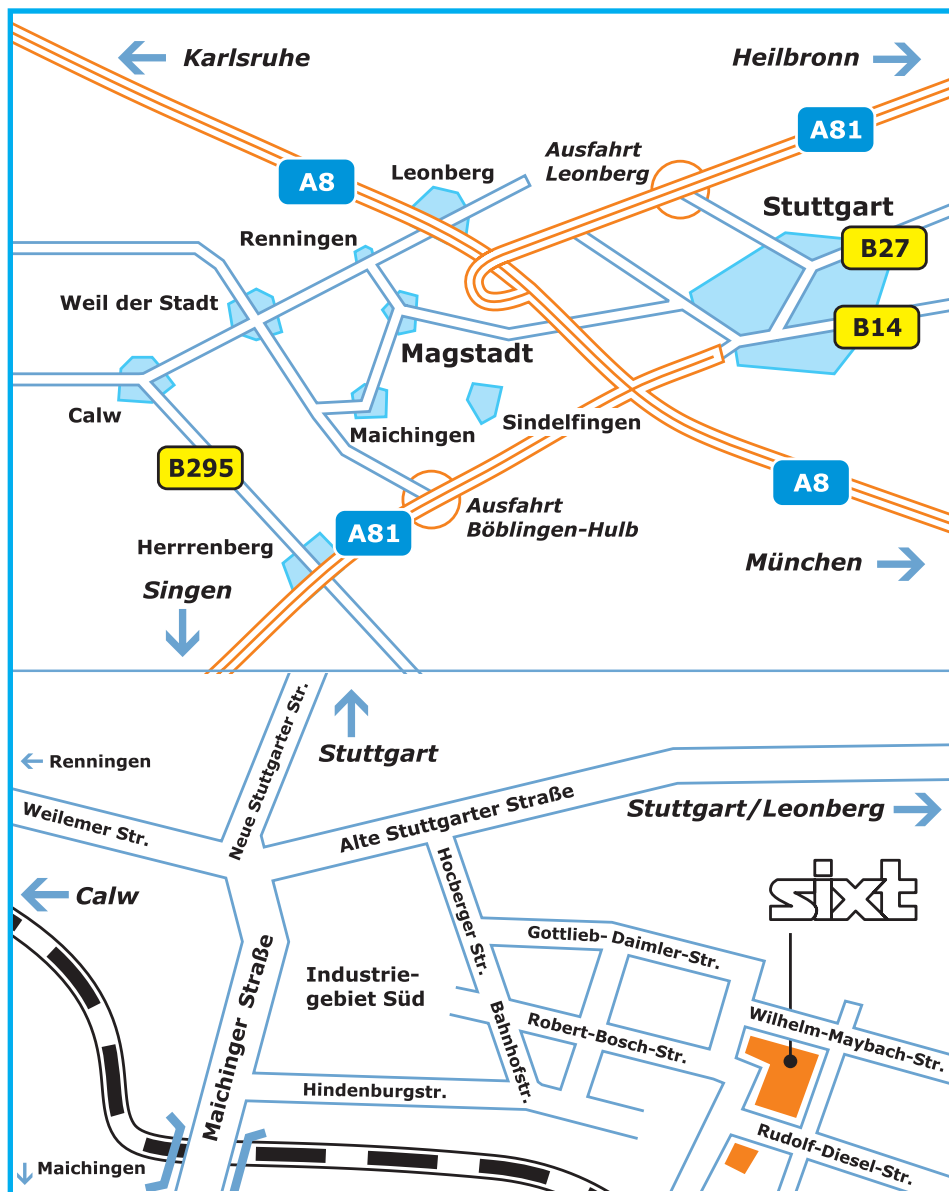 Karlsruhe
Heilbronn
A81
Ausfahrt
Leonberg
Leonberg
A8
Stuttgart
Renningen
B27
Weil der Stadt
B14
Magstadt
Calw
Sindelfingen
Maichingen
B295
A8
Ausfahrt
Böblingen-Hulb
A81
Herrrenberg
München
Singen
Neue Stuttgarter Str.
Stuttgart
Renningen
Weilemer Str.
Alte Stuttgarter Straße
Stuttgart/Leonberg
Hocberger Str.
sixt
Calw
Gottlieb- Daimler-Str.
Maichinger Straße
Industrie-
gebiet Süd
Bahnhofstr.
Robert-Bosch-Str.
Wilhelm-Maybach-Str.
Hindenburgstr.
Rudolf-Diesel-Str.
Maichingen